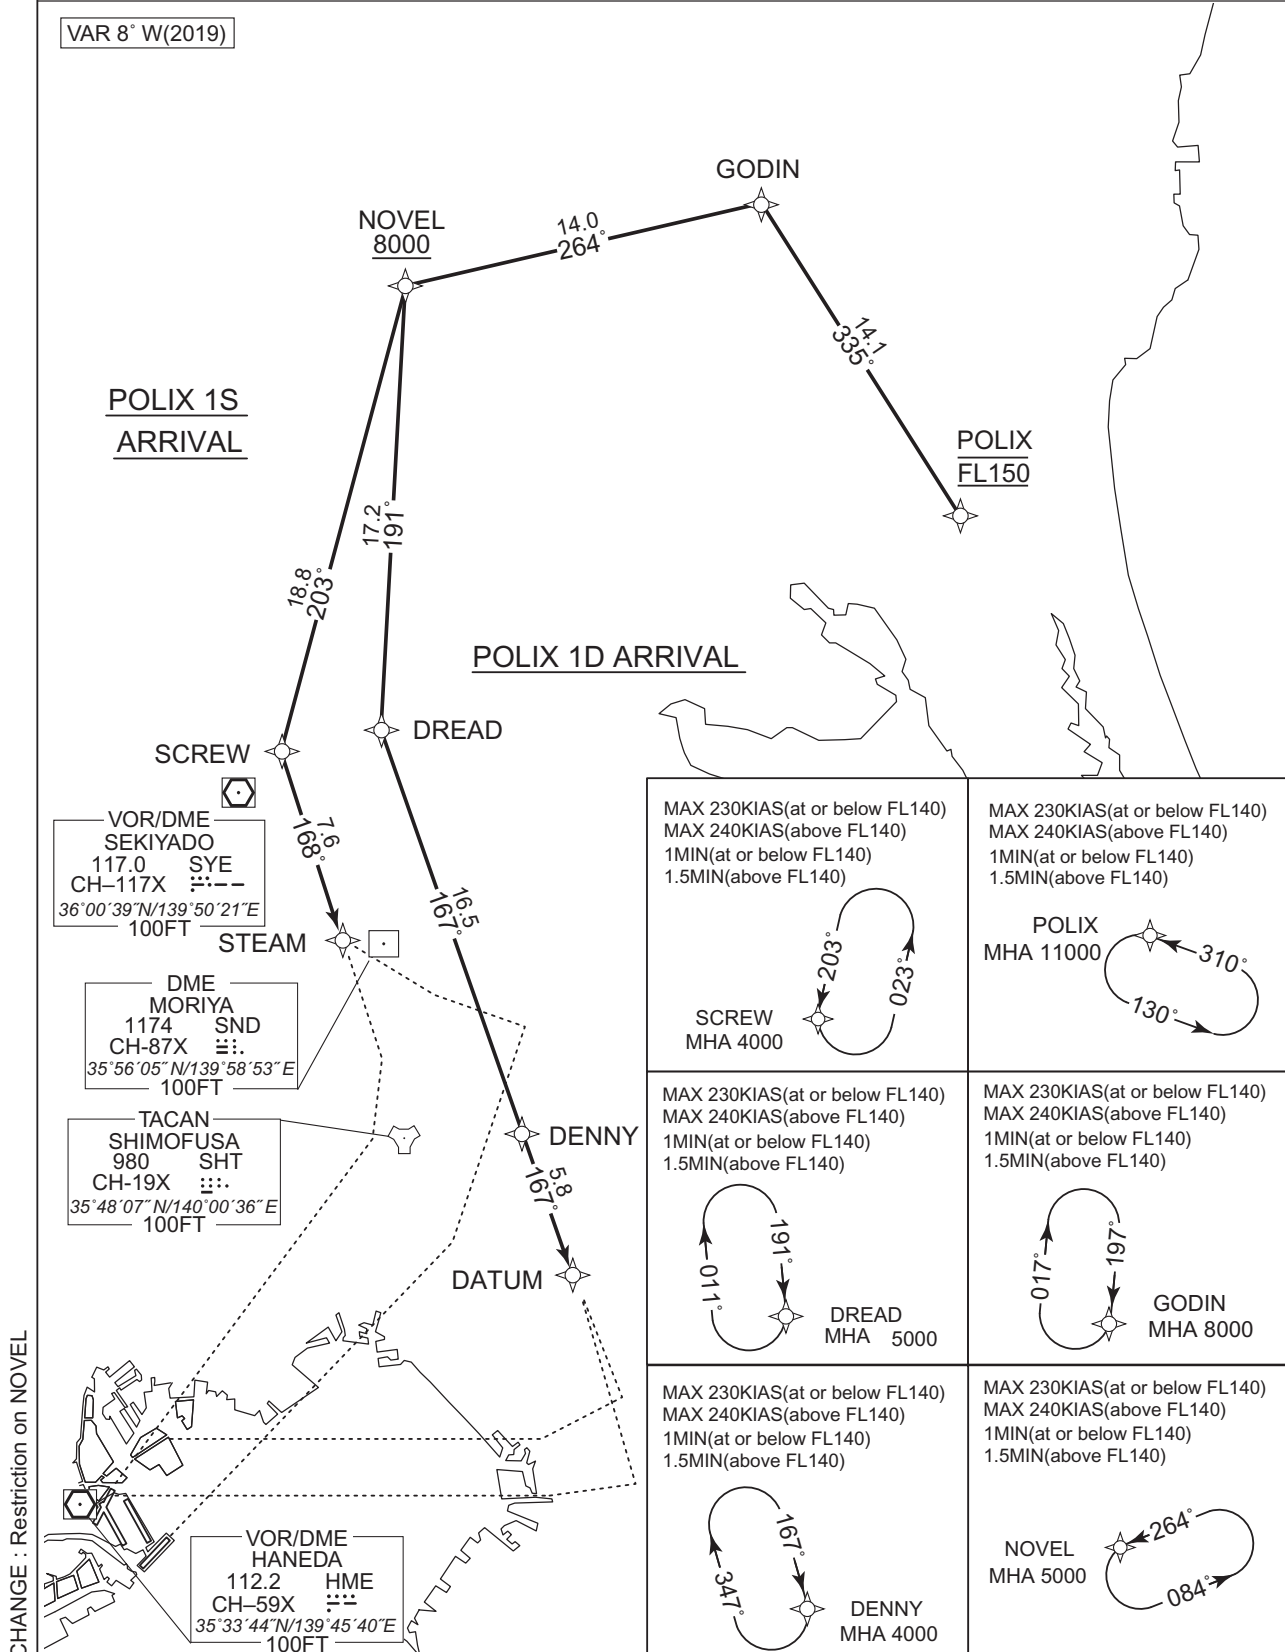 VAR 8° W(2019)
GODIN
NOVEL
8000
14.0
264°
14.1
335°
POLIX 1S
ARRIVAL
POLIX
FL150
17.2
191°
18.8
203°
POLIX 1D ARRIVAL
DREAD
SCREW
VOR/DME
SEKIYADO
117.0 SYE
CH–117X
36°00´39˝N/139°50´21˝E
100FT
7.6
168°
16.5
167°
STEAM
DME
MORIYA
1174 SND
CH-87X
35°56´05˝ N/139°58´53˝ E
100FT
TACAN
SHIMOFUSA
980 SHT
CH-19X
35°48´07˝ N/140°00´36˝ E
100FT
DENNY
5.8
167°
DATUM
VOR/DME
HANEDA
112.2 HME
CH–59X
35°33´44˝N/139°45´40˝E
100FT
CHANGE : Restriction on NOVEL
MAX 230KIAS(at or below FL140)
MAX 240KIAS(above FL140)
1MIN(at or below FL140)
1.5MIN(above FL140)
203°
023°
SCREW
MHA 4000
MAX 230KIAS(at or below FL140)
MAX 240KIAS(above FL140)
1MIN(at or below FL140)
1.5MIN(above FL140)
POLIX
MHA 11000
310°
130°
MAX 230KIAS(at or below FL140)
MAX 240KIAS(above FL140)
1MIN(at or below FL140)
1.5MIN(above FL140)
191°
011°
DREAD
MHA 5000
MAX 230KIAS(at or below FL140)
MAX 240KIAS(above FL140)
1MIN(at or below FL140)
1.5MIN(above FL140)
017°
197°
GODIN
MHA 8000
MAX 230KIAS(at or below FL140)
MAX 240KIAS(above FL140)
1MIN(at or below FL140)
1.5MIN(above FL140)
167°
347°
DENNY
MHA 4000
MAX 230KIAS(at or below FL140)
MAX 240KIAS(above FL140)
1MIN(at or below FL140)
1.5MIN(above FL140)
264°
NOVEL
MHA 5000
084°